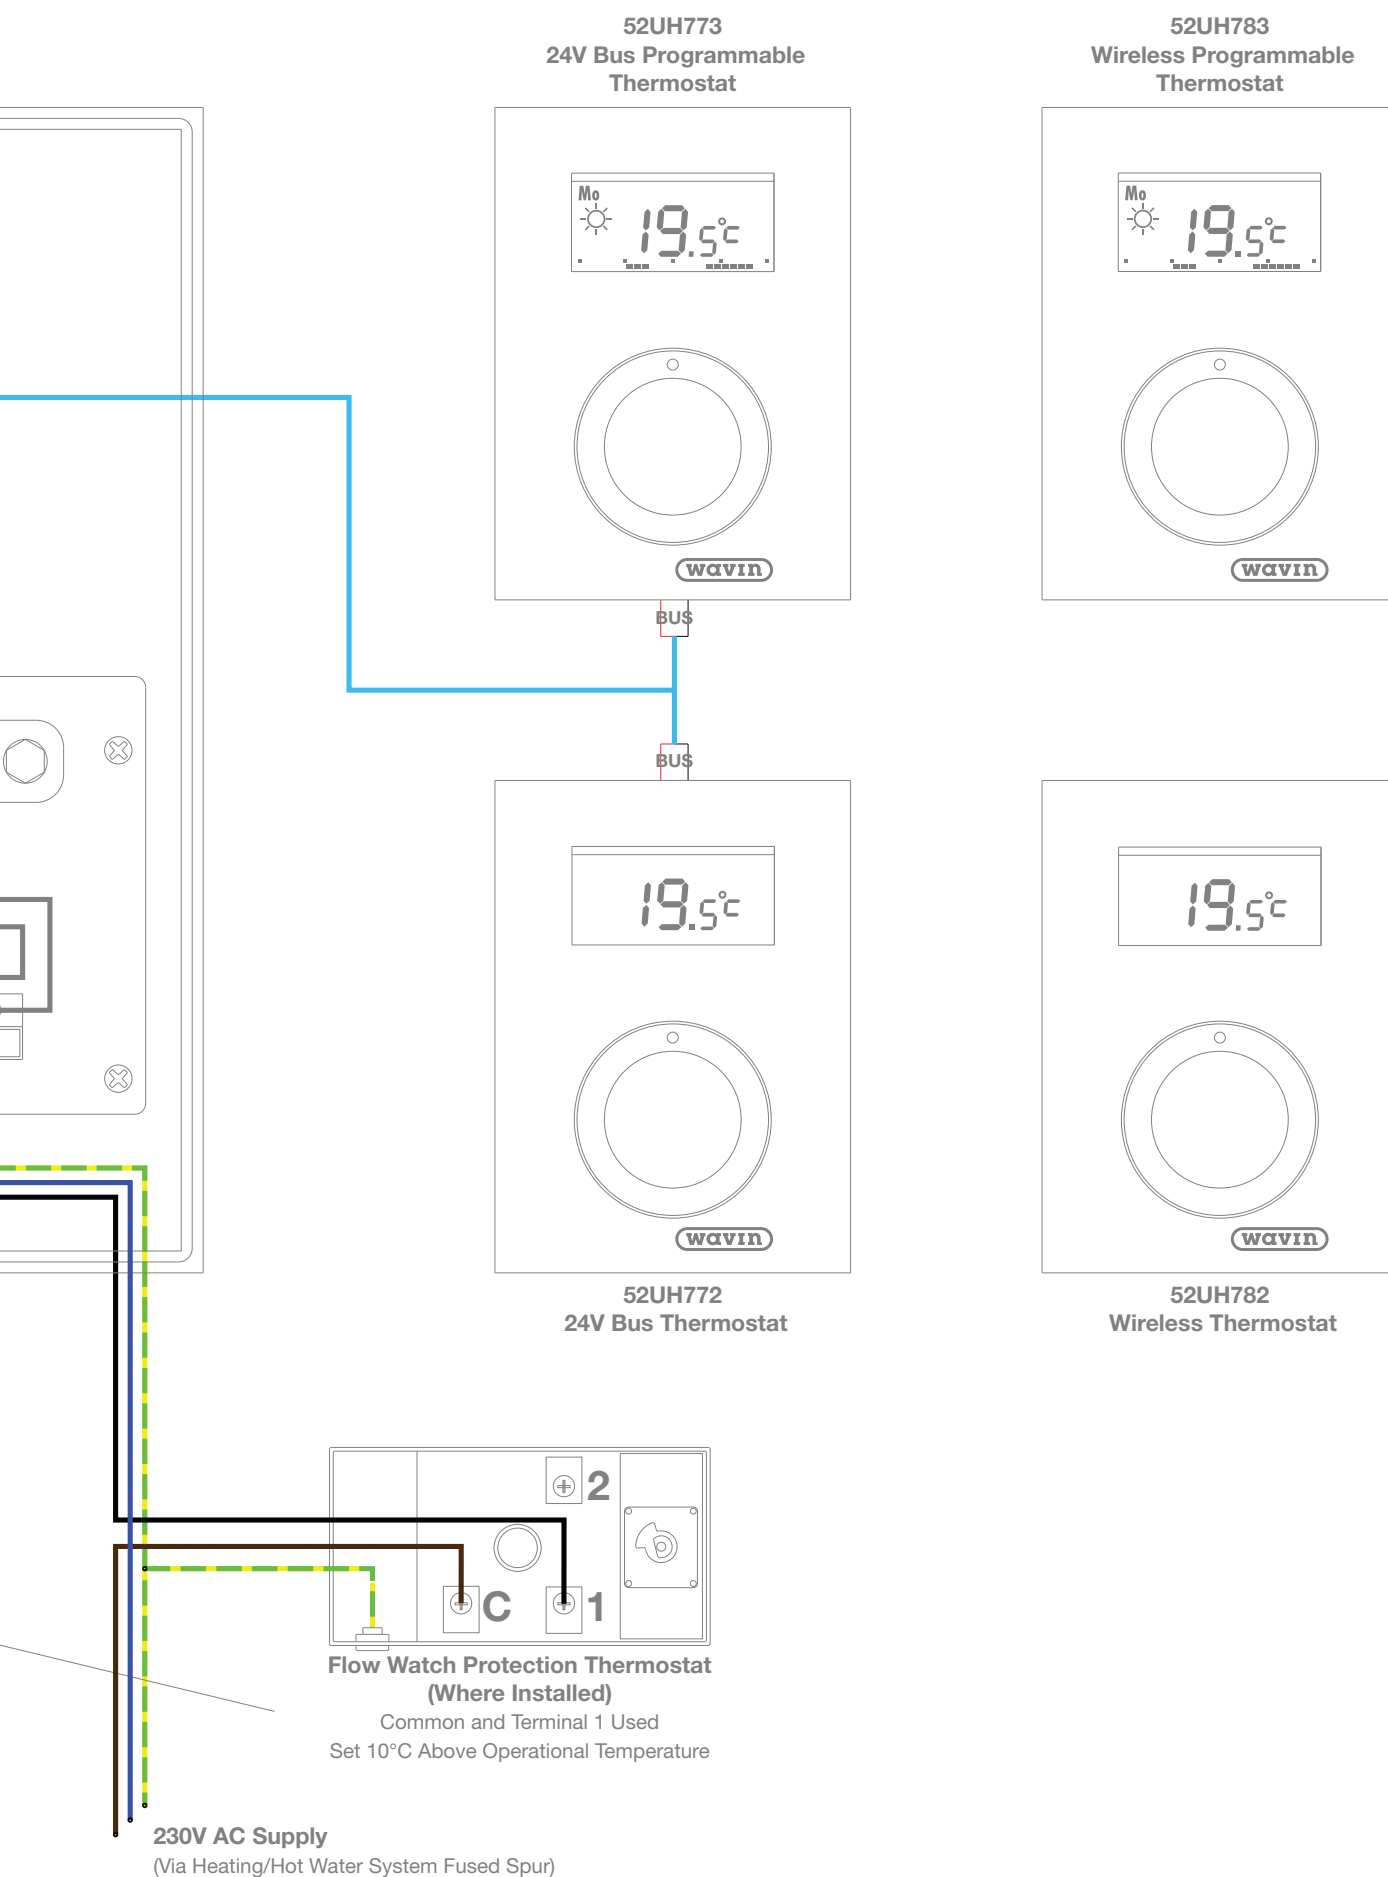 52UH773
24V Bus Programmable
Thermostat
52UH783
Wireless Programmable
Thermostat
Mo
19.5°C
wavin
BUS
Mo
19.5°C
wavin
BUS
19.5°C
wavin
52UH772
24V Bus Thermostat
19.5°C
wavin
52UH782
Wireless Thermostat
2
C
1
Flow Watch Protection Thermostat
(Where Installed)
Common and Terminal 1 Used
Set 10°C Above Operational Temperature
230V AC Supply
(Via Heating/Hot Water System Fused Spur)